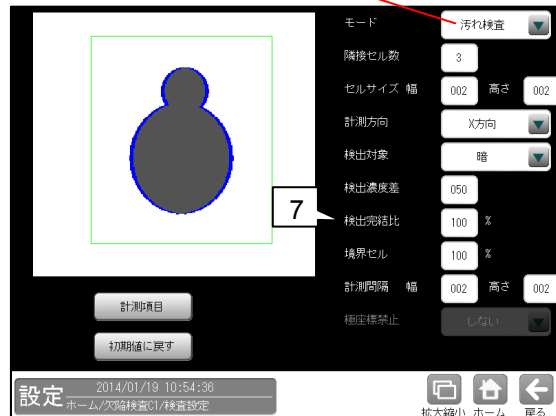 モード 汚れ検査
隣接セル数 3
セルサイズ 幅 002 高さ 002
計測方向 X方向
検出対象 暗
検出濃度差 050
7
検出完結比 100 %
境界セル 100 %
計測間隔 幅 002 高さ 002
極座標禁止 しない
計測項目
初期値に戻す
設定 2014/01/19 10:54:36
ホーム/欠陥検査C1/検査設定
拡大縮小 ホーム 戻る